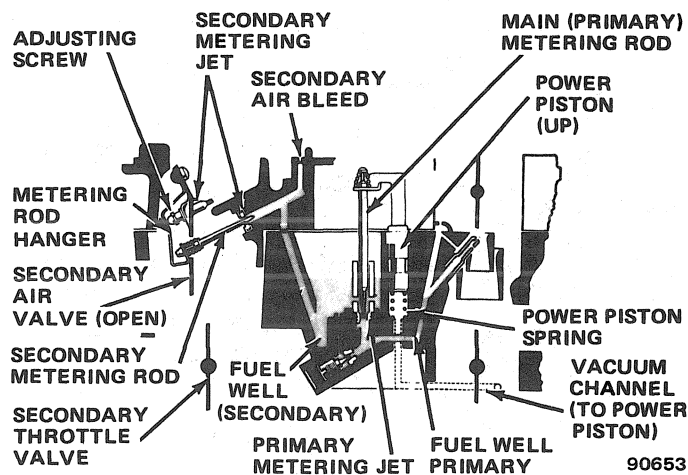 ADJUSTING
SCREW
SECONDARY
METERING
JET
SECONDARY
AIR BLEED
MAIN (PRIMARY)
METERING ROD
POWER
PISTON
(UP)
METERING
ROD
HANGER
SECONDARY
AIR
VALVE (OPEN)
SECONDARY
METERING ROD
SECONDARY
THROTTLE
VALVE
FUEL
WELL
(SECONDARY)
PRIMARY
METERING JET
FUEL WELL
PRIMARY
POWER PISTON
SPRING
VACUUM
CHANNEL
(TO POWER
PISTON)
90653